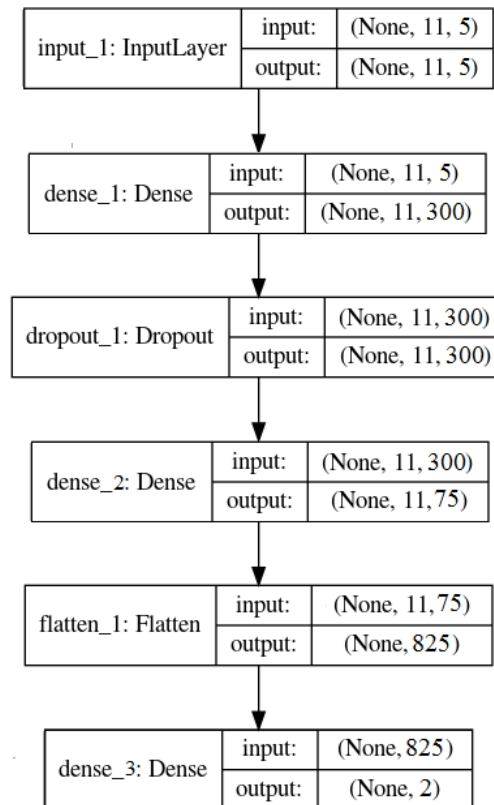 input_1: InputLayer
input: (None, 11, 5)
output: (None, 11, 5)
dense_1: Dense
input: (None, 11, 5)
output: (None, 11, 300)
dropout_1: Dropout
input: (None, 11, 300)
output: (None, 11, 300)
dense_2: Dense
input: (None, 11, 300)
output: (None, 11, 75)
flatten_1: Flatten
input: (None, 11, 75)
output: (None, 825)
dense_3: Dense
input: (None, 825)
output: (None, 2)